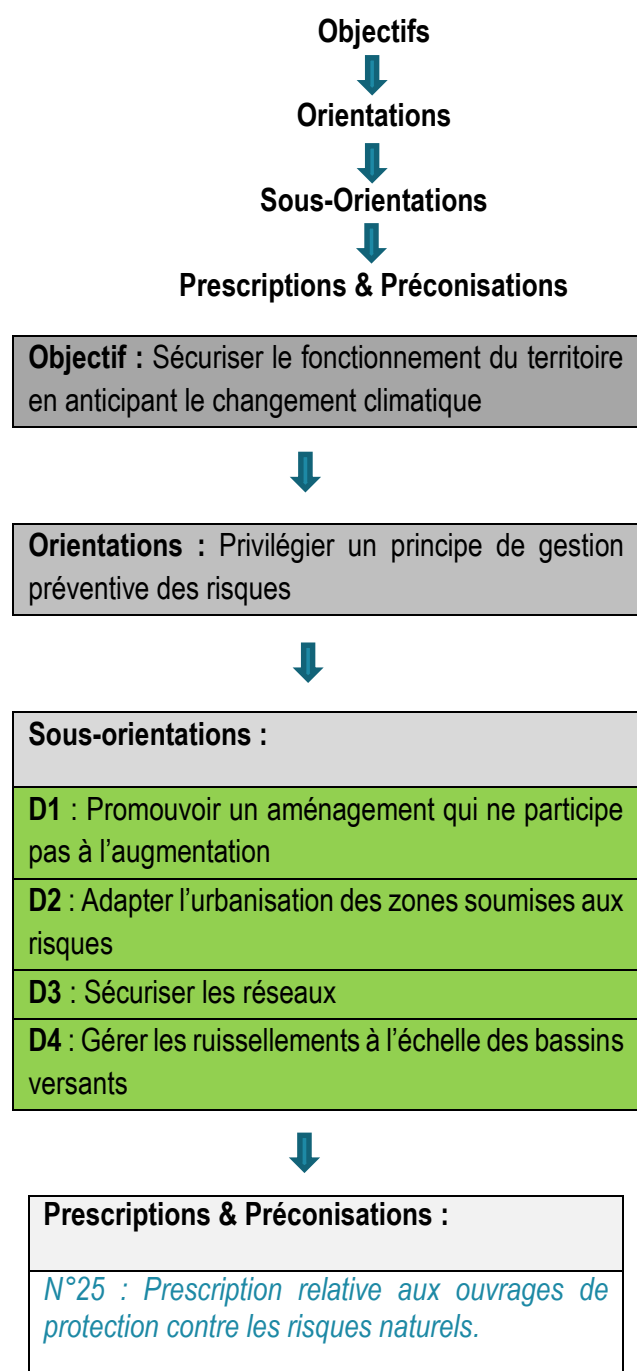 Objectifs
Orientations
Sous-Orientations
Prescriptions & Préconisations
Objectif : Sécuriser le fonctionnement du territoire
en anticipant le changement climatique
Orientations : Privilégier un principe de gestion
préventive des risques
Sous-orientations :
D1 : Promouvoir un aménagement qui ne participe
pas à l’augmentation
D2 : Adapter l’urbanisation des zones soumises aux
risques
D3 : Sécuriser les réseaux
D4 : Gérer les ruissellements à l’échelle des bassins
versants
Prescriptions & Préconisations :
N°25 : Prescription relative aux ouvrages de
protection contre les risques naturels.